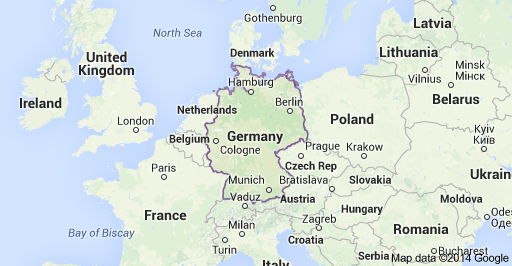 Gothenburg
Latvia
North Sea
Denmark
Lithuania
United
Kingdom
Vilnius
Minsk
Мінск
Hamburg
Ireland
Netherlands
Berlin
Belarus
London
Poland
Belgium
Germany
Cologne
Prague
Krakow
Київ
Kyiv
Paris
Czech Rep
Ukrain
Munich
Bratislava
Slovakia
Vaduz
Austria
Moldova
France
Hungary
Zagreb
Bay of Biscay
Milan
Croatia
Romania
Turin
Serbia
Bucharest
Italy
Map data ©2014 Google